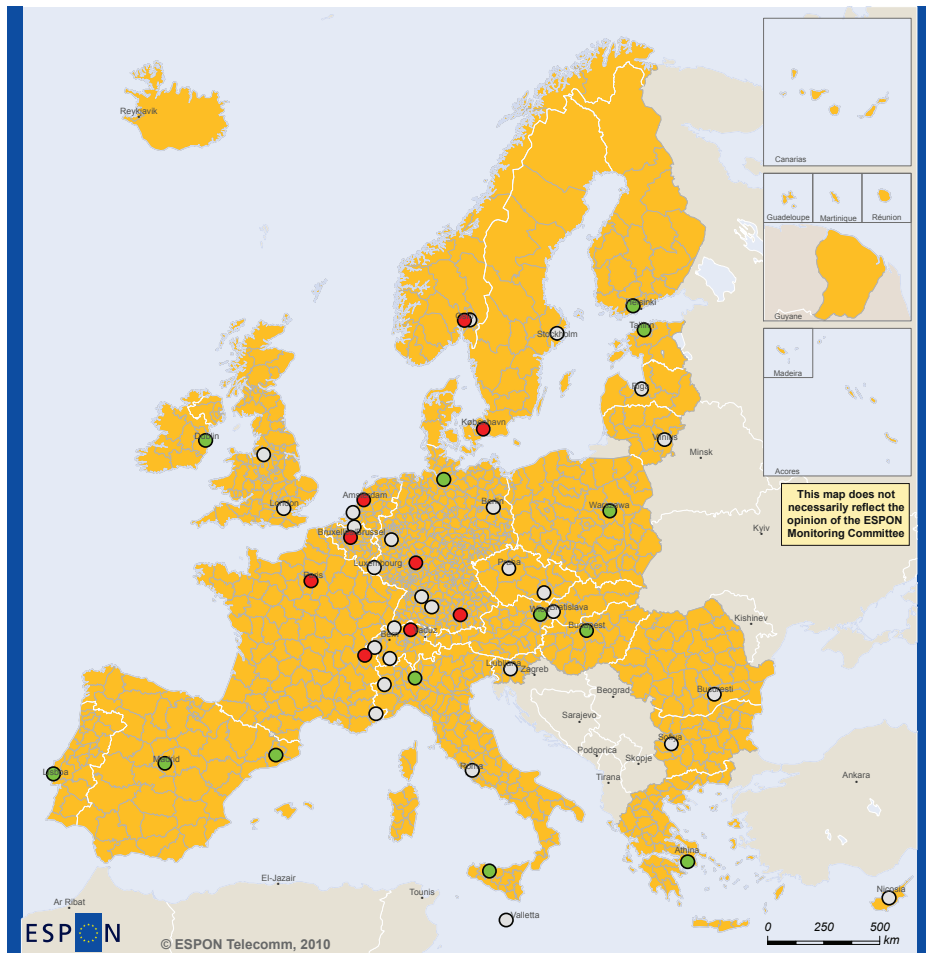 Reykjavik
Canarias
Guadeloupe
Martinique
Réunion
Guyane
Helsinki
Tallinn
Oslo
Stockholm
Madeira
Riga
København
Dublin
Vilnius
Minsk
Acores
This map does not
necessarily reflect the
opinion of the ESPON
Monitoring Committee
Amsterdam
London
Berlin
Warszawa
Kyiv
Bruxelles/Brussel
Luxembourg
Praha
Paris
Wien
Bratislava
Kishinev
Bern
Vaduz
Budapest
Ljubljana
Zagreb
Beograd
Bucuresti
Sarajevo
Sofiya
Podgorica
Skopje
Madrid
Lisboa
Roma
Tirana
Ankara
Athina
El-Jazair
Tounis
Nicosia
Ar Ribat
Valletta
ESPON
© ESPON Telecomm, 2010
0 250 500
km